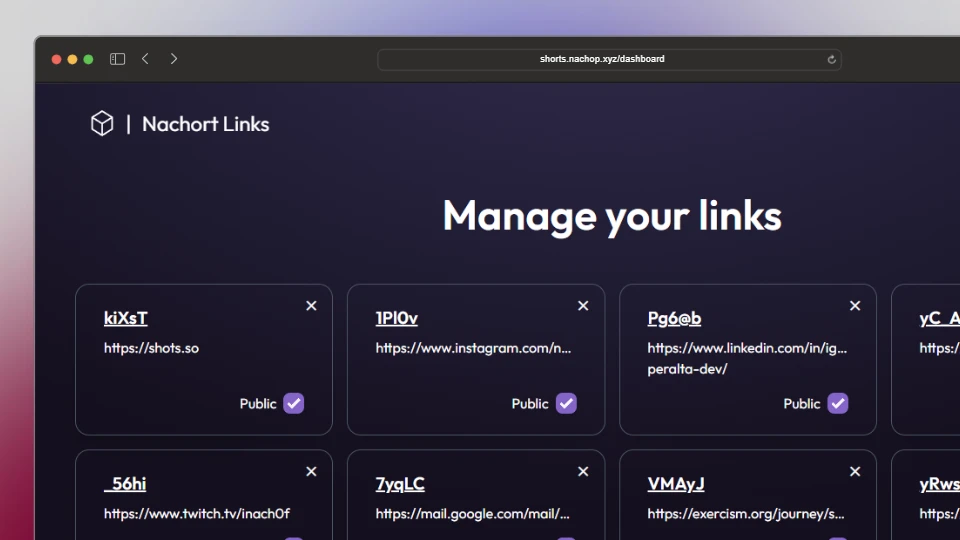 shorts.nachop.xyz/dashboard
| Nachort Links
Manage your links
kiXsT
https://shots.so
Public
1Pl0v
https://www.instagram.com/n...
Public
Pg6@b
https://www.linkedin.com/in/ig...
peralta-dev/
Public
yC_A
https:/
_56hi
https://www.twitch.tv/inach0f
7yqLC
https://mail.google.com/mail/...
VMAyJ
https://exercism.org/journey/s...
yRws
https:/